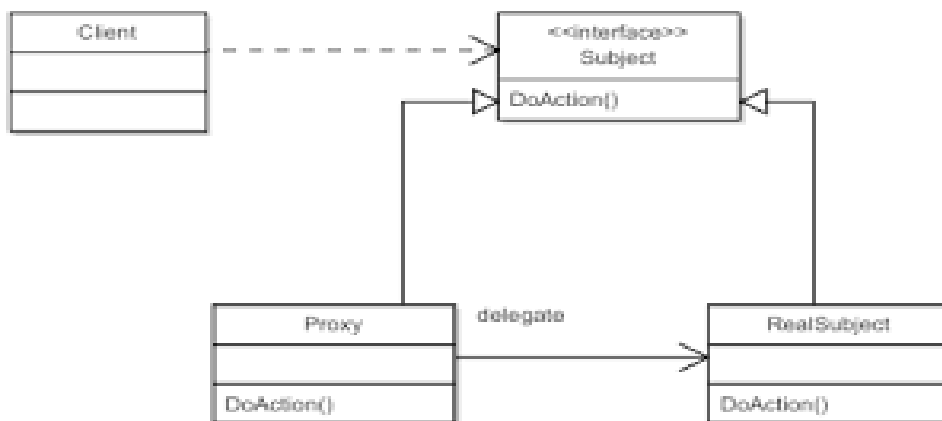 Client
<<interface>>
Subject
DoAction()
Proxy
delegate
RealSubject
DoAction()
DoAction()